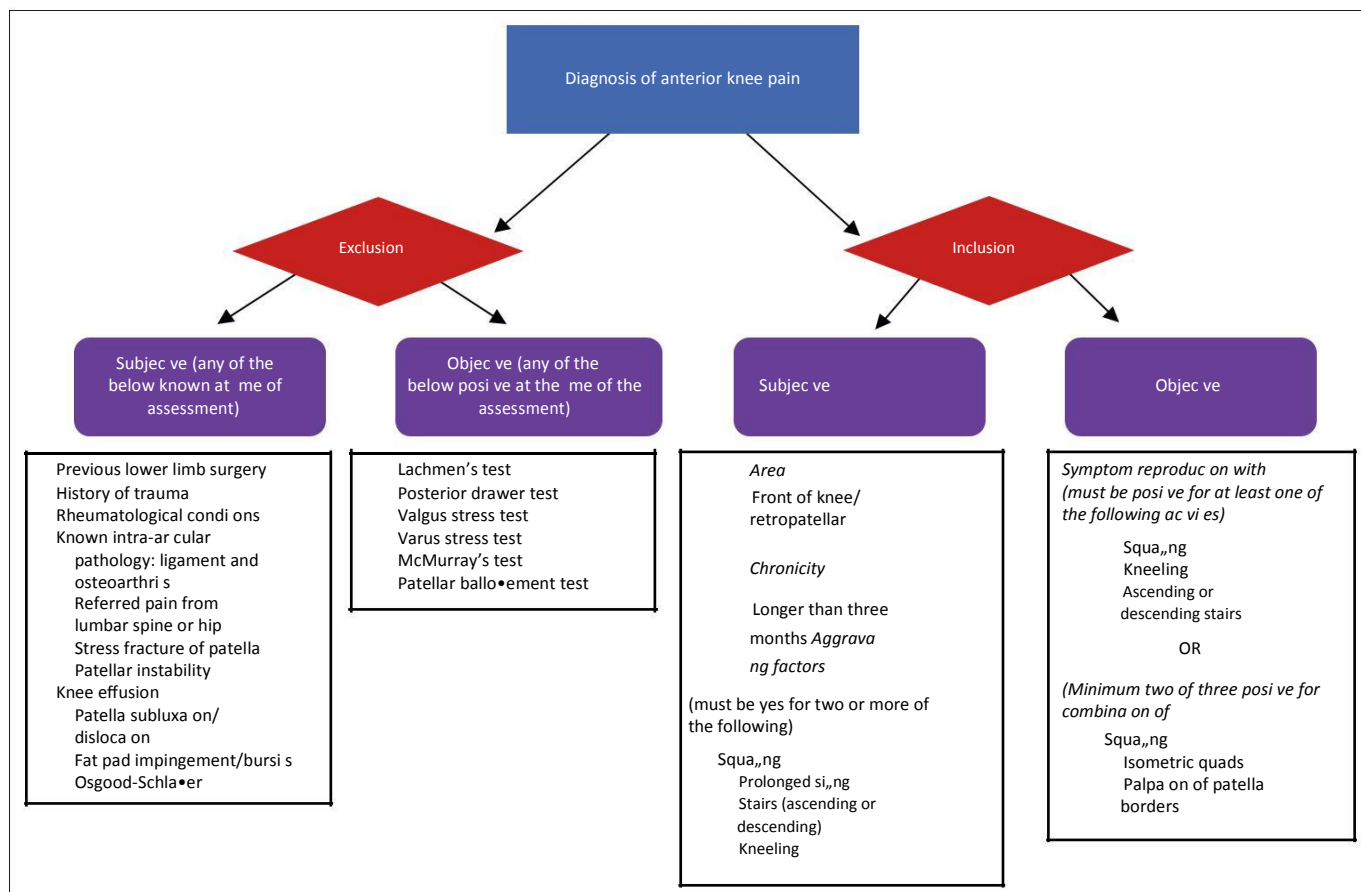 Diagnosis of anterior knee pain
Exclusion
Inclusion
Subjec ve (any of the
below known at me of
assessment)
Objec ve (any of the
below posi ve at the me of the
assessment)
Subjec ve
Objec ve
Previous lower limb surgery
History of trauma
Rheumatological condi ons
Known intra-ar cular
pathology: ligament and
osteoarthri s
Referred pain from
lumbar spine or hip
Stress fracture of patella
Patellar instability
Knee effusion
Patella subluxa on/
disloca on
Fat pad impingement/bursi s
Osgood-Schla•er
Lachmen’s test
Posterior drawer test
Valgus stress test
Varus stress test
McMurray’s test
Patellar ballo•ement test
Area
Front of knee/
retropatellar
Chronicity
Longer than three
months Aggrava
ng factors
(must be yes for two or more of
the following)
Squa„ng
Prolonged si„ng
Stairs (ascending or
descending)
Kneeling
Symptom reproduc on with
(must be posi ve for at least one of
the following ac vi es)
Squa„ng
Kneeling
Ascending or
descending stairs
OR
(Minimum two of three posi ve for
combina on of
Squa„ng
Isometric quads
Palpa on of patella
borders